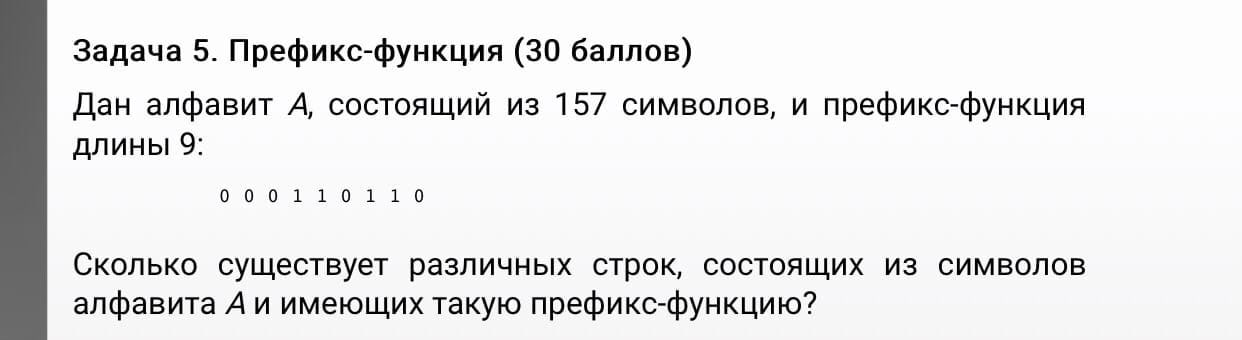 Задача 5. Префикс-функция (30 баллов)
Дан алфавит A, состоящий из 157 символов, и префикс-функция
длины 9:
0 0 0 1 1 0 1 1 0
Сколько существует различных строк, состоящих из символов
алфавита A и имеющих такую префикс-функцию?